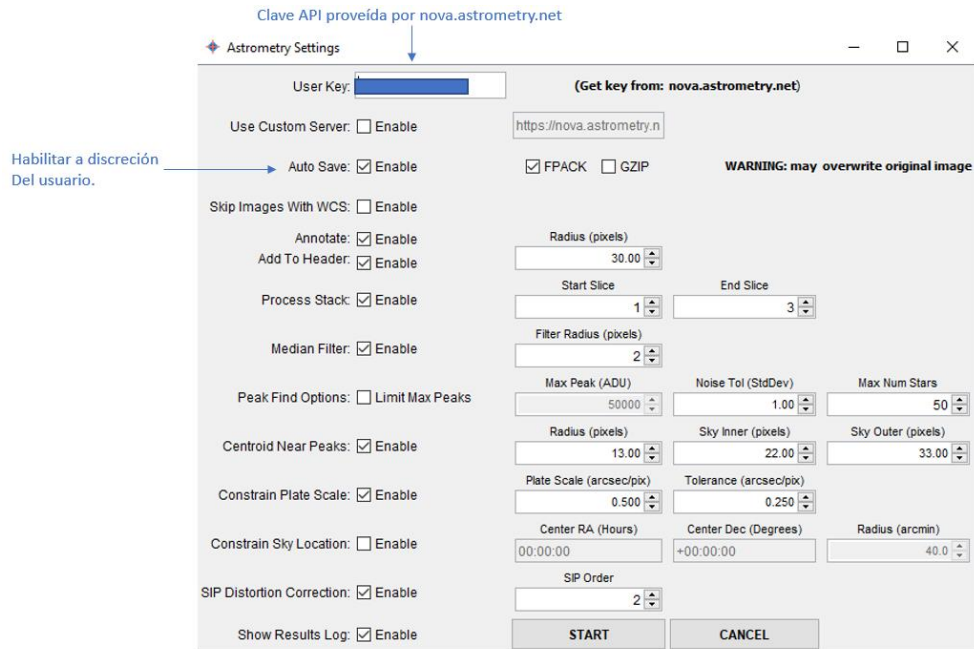 Clave API proveída por nova.astrometry.net
Astrometry Settings
User Key:
(Get key from: nova.astrometry.net)
Use Custom Server: Enable
https://nova.astrometry.n
Habilitar a discreción
Del usuario.
Auto Save: Enable
FPACK GZIP
WARNING: may overwrite original image
Skip Images With WCS: Enable
Annotate: Enable
Radius (pixels)
30.00
Add To Header: Enable
Process Stack: Enable
Start Slice End Slice
1 3
Median Filter: Enable
Filter Radius (pixels)
2
Peak Find Options: Limit Max Peaks
Max Peak (ADU) Noise Tol (StdDev) Max Num Stars
50000 1.00 50
Centroid Near Peaks: Enable
Radius (pixels) Sky Inner (pixels) Sky Outer (pixels)
13.00 22.00 33.00
Constrain Plate Scale: Enable
Plate Scale (arcsec/pix) Tolerance (arcsec/pix)
0.500 0.250
Constrain Sky Location: Enable
Center RA (Hours) Center Dec (Degrees) Radius (arcmin)
00:00:00 +00:00:00 40.0
SIP Distortion Correction: Enable
SIP Order
2
Show Results Log: Enable
START CANCEL